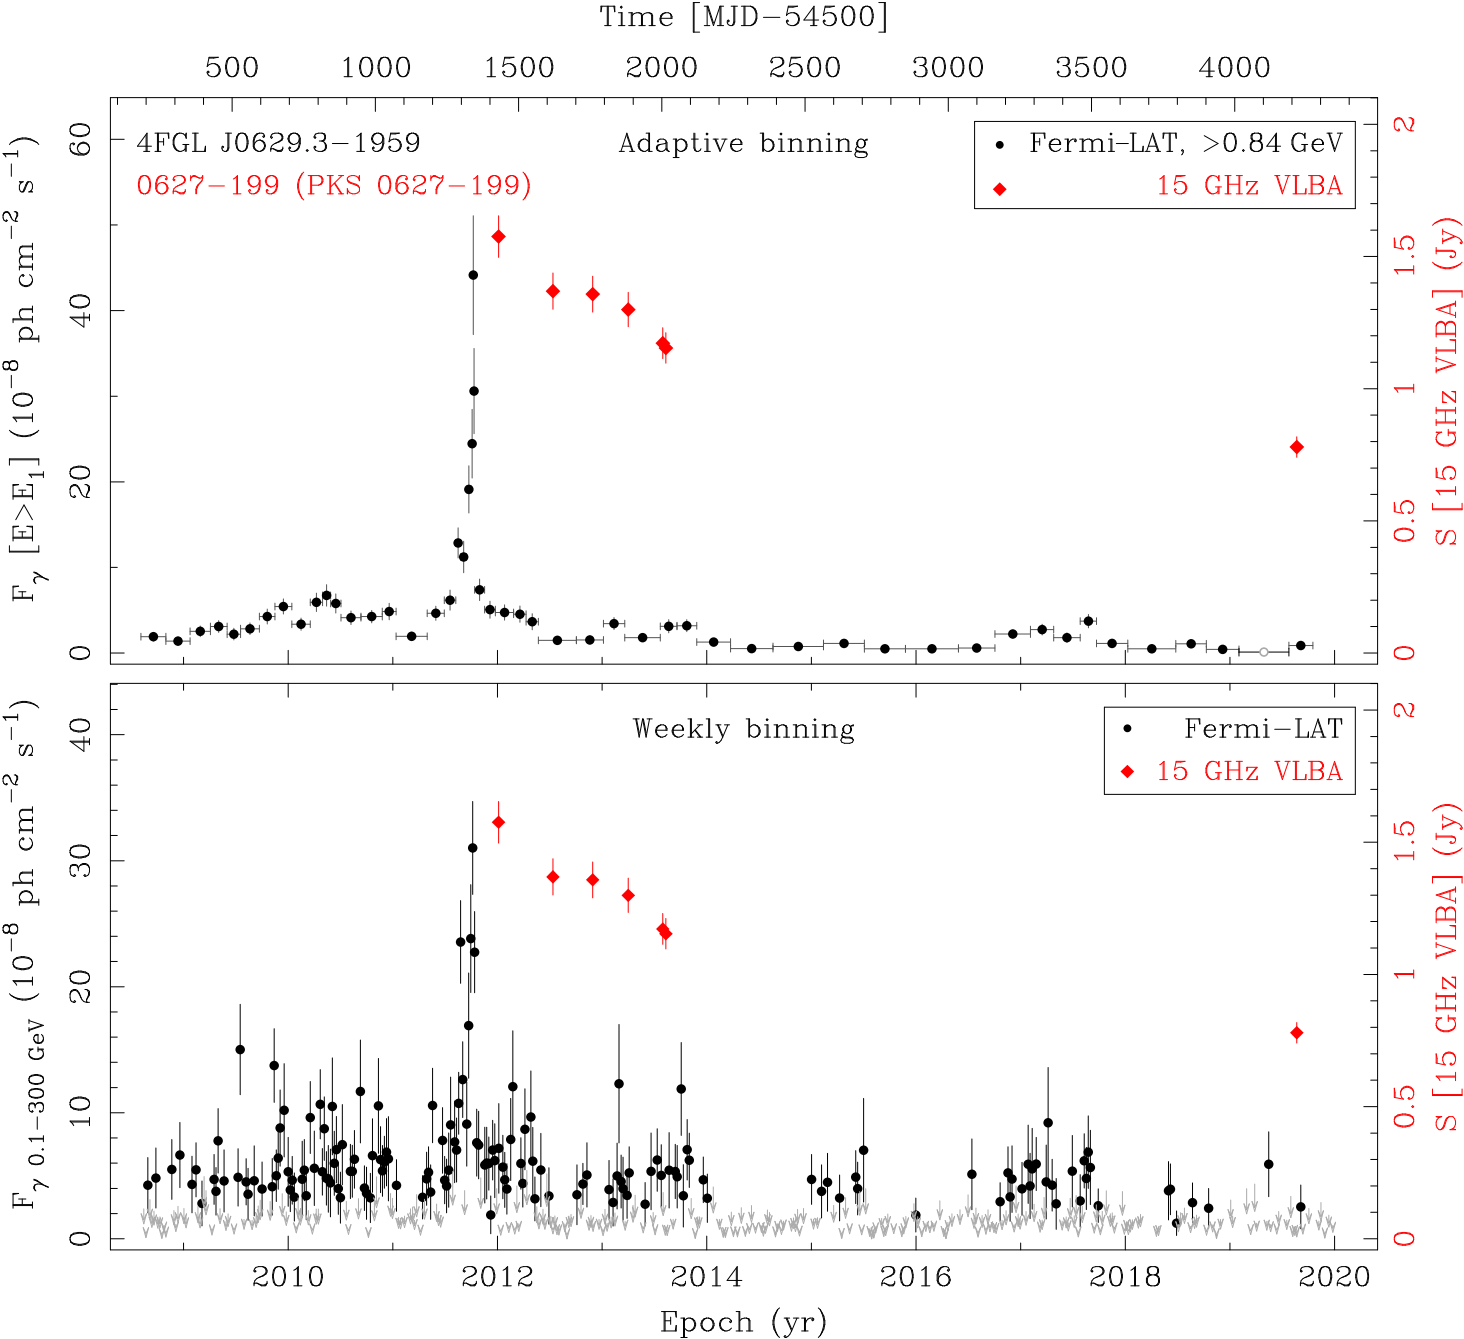 Time [MJD−54500]
500 1000 1500 2000 2500 3000 3500 4000
4FGL J0629.3−1959
0627−199 (PKS 0627−199)
Adaptive binning
Fermi−LAT, >0.84 GeV
15 GHz VLBA
F_γ [E>E_1] (10^−8 ph cm^−2 s^−1)
60
40
20
0
S [15 GHz VLBA] (Jy)
2
1.5
1
0.5
0
Weekly binning
Fermi−LAT
15 GHz VLBA
F_γ 0.1−300 GeV (10^−8 ph cm^−2 s^−1)
40
30
20
10
0
S [15 GHz VLBA] (Jy)
2
1.5
1
0.5
0
2010 2012 2014 2016 2018 2020
Epoch (yr)